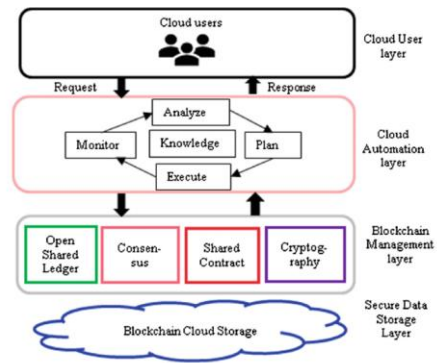 Cloud users
Cloud User
layer
Request
Response
Analyze
Monitor
Knowledge
Plan
Execute
Cloud
Automation
layer
Open
Shared
Ledger
Consen-
sus
Shared
Contract
Cryptog-
raphy
Blockchain
Management
layer
Blockchain Cloud Storage
Secure Data
Storage
Layer